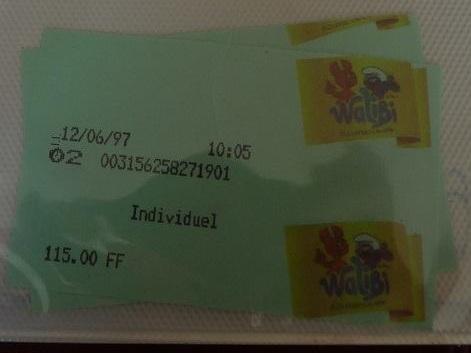 WaliBi
12/06/97 10:05
02 003156258271901
Individuel
115.00 FF
WaliBi